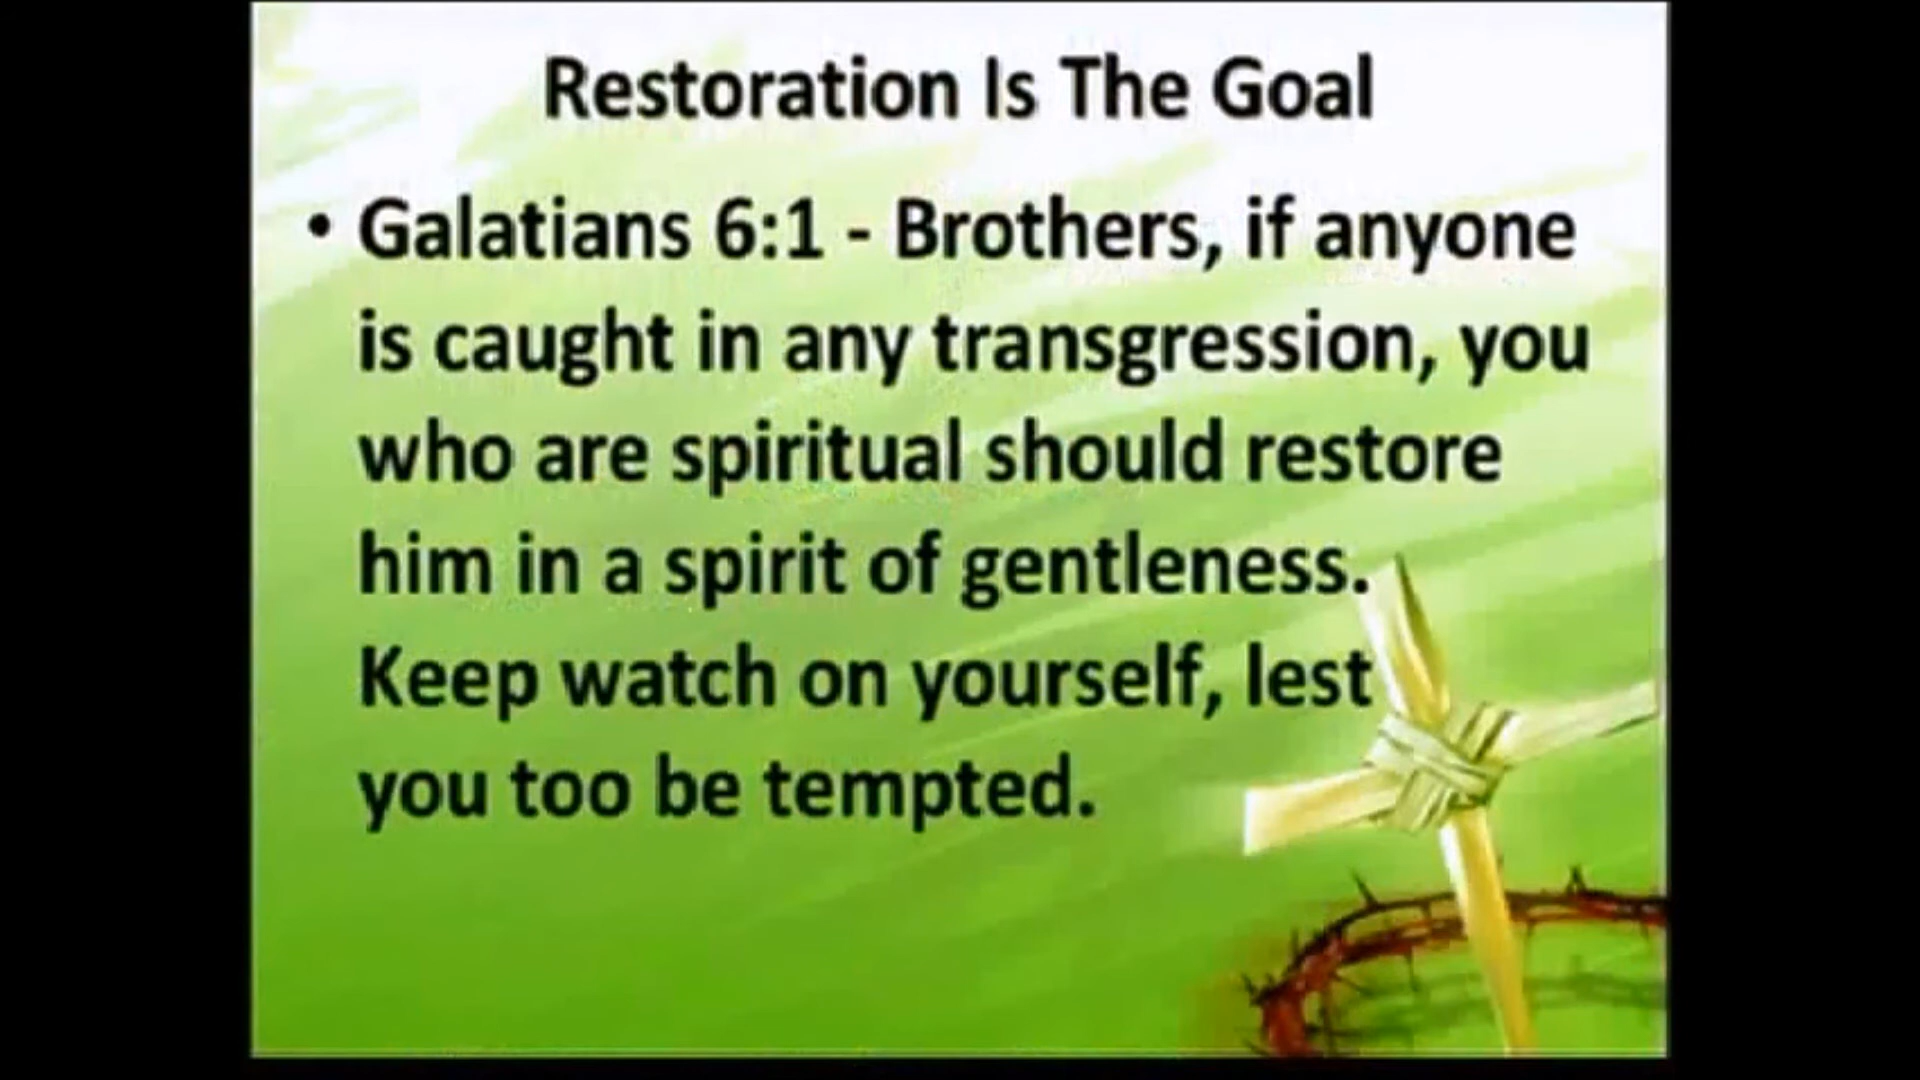 Restoration Is The Goal
• Galatians 6:1 - Brothers, if anyone
is caught in any transgression, you
who are spiritual should restore
him in a spirit of gentleness.
Keep watch on yourself, lest
you too be tempted.